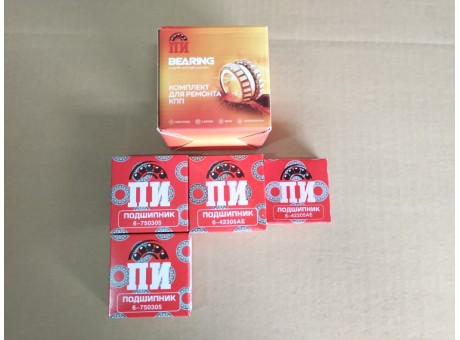 ПИ
BEARING
КОМПЛЕКТ
ДЛЯ РЕМОНТА
КПП
ПИ
ПОДШИПНИК
6-750305
ПИ
ПОДШИПНИК
6-42305АЕ
ПИ
ПОДШИПНИК
6-42305АЕ
ПИ
ПОДШИПНИК
6-750305